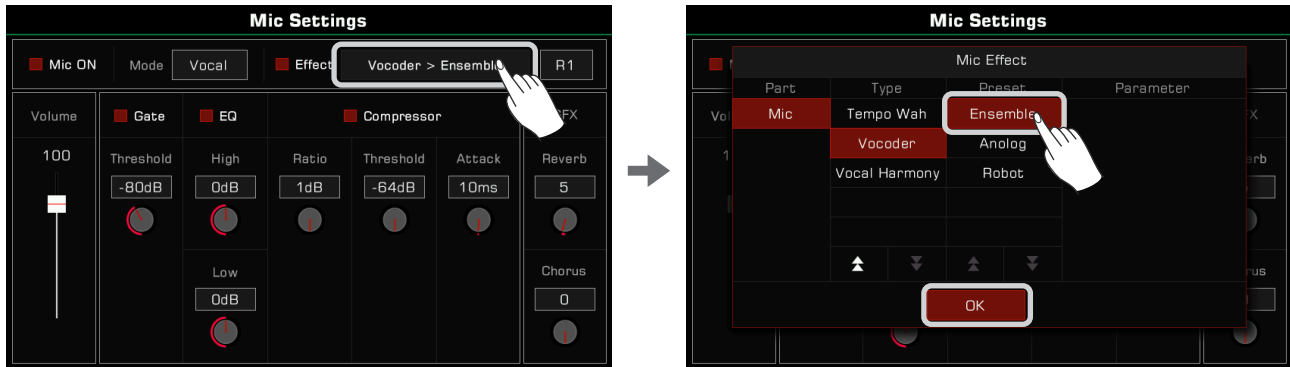 Mic Settings
Mic ON Mode Vocal Effect Vocoder > Ensemble R1
Volume Gate EQ Compressor FX
100 Threshold High Ratio Threshold Attack Reverb
-80dB 0dB 1dB -64dB 10ms 5
Low Chorus
0dB 0
Mic Settings
Mic Effect
Part Type Preset Parameter
Mic Tempo Wah Ensemble
Vocoder Anolog
Vocal Harmony Robot
OK